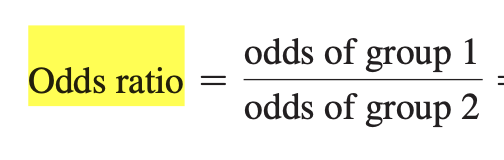 Odds ratio = odds of group 1 / odds of group 2 =